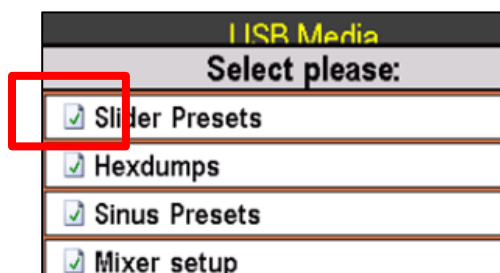 USB Media
Select please:
Slider Presets
Hexdumps
Sinus Presets
Mixer setup